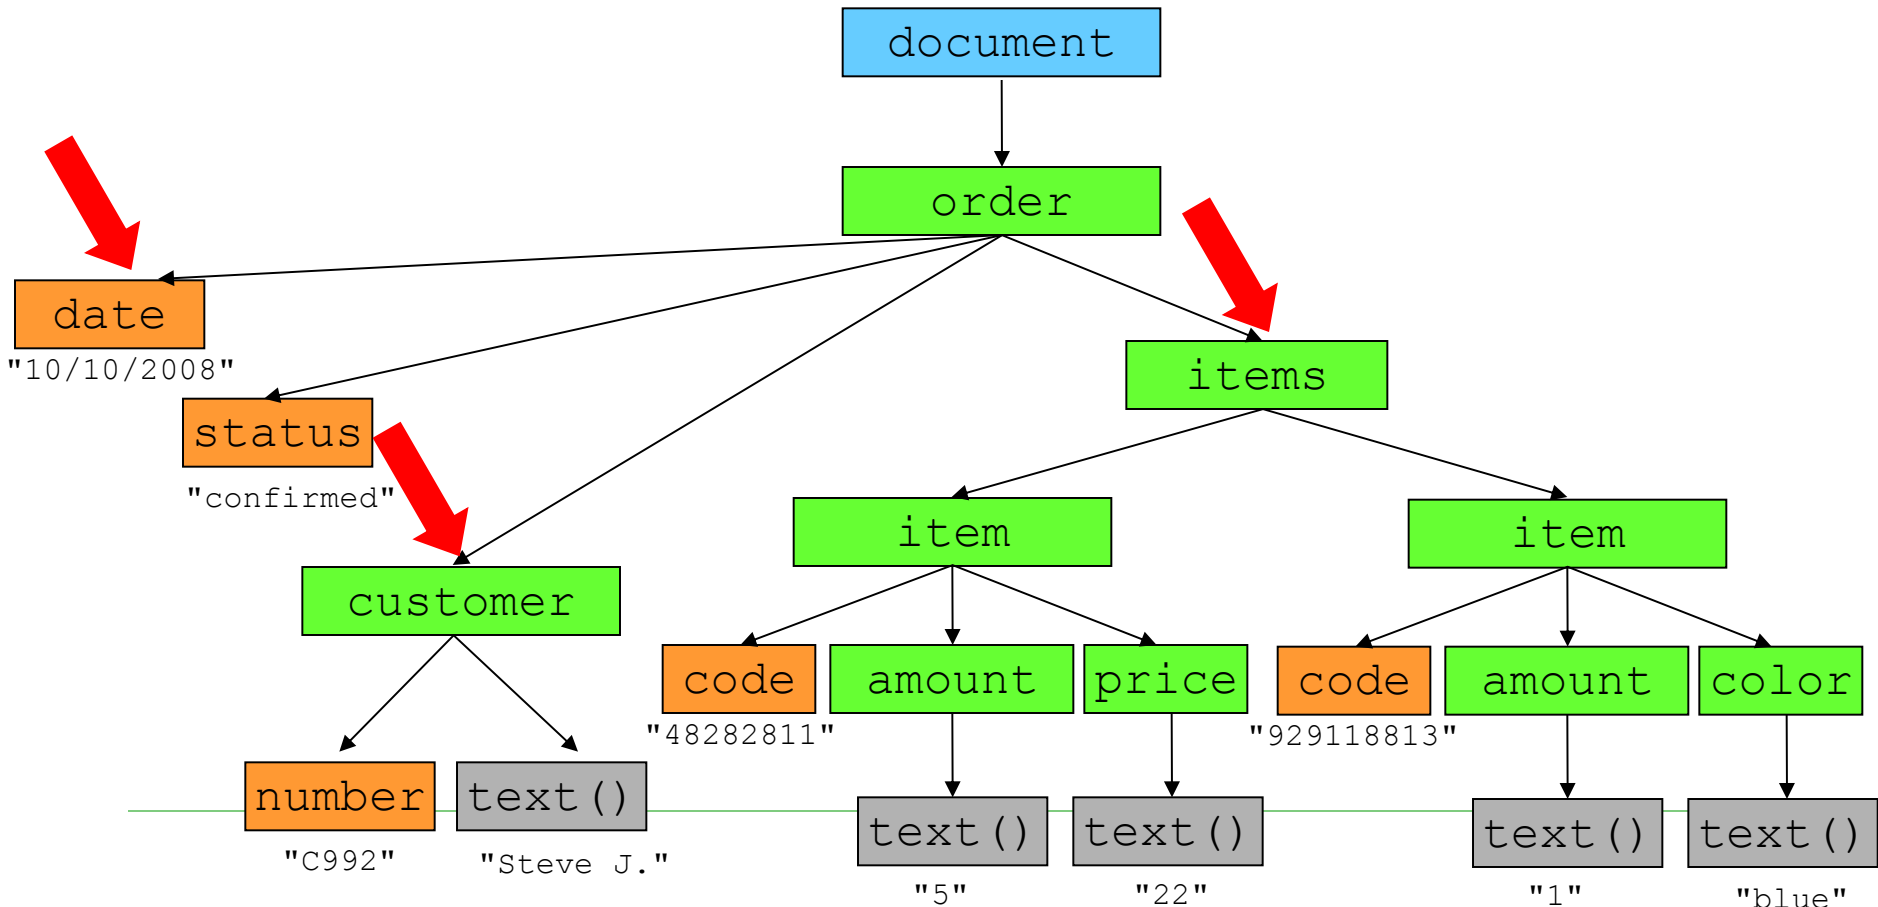 document
order
date
"10/10/2008"
items
status
"confirmed"
item
item
customer
code
amount
price
code
amount
color
"48282811"
"929118813"
number
text()
text()
text()
text()
text()
"C992"
"Steve J."
"5"
"22"
"1"
"blue"